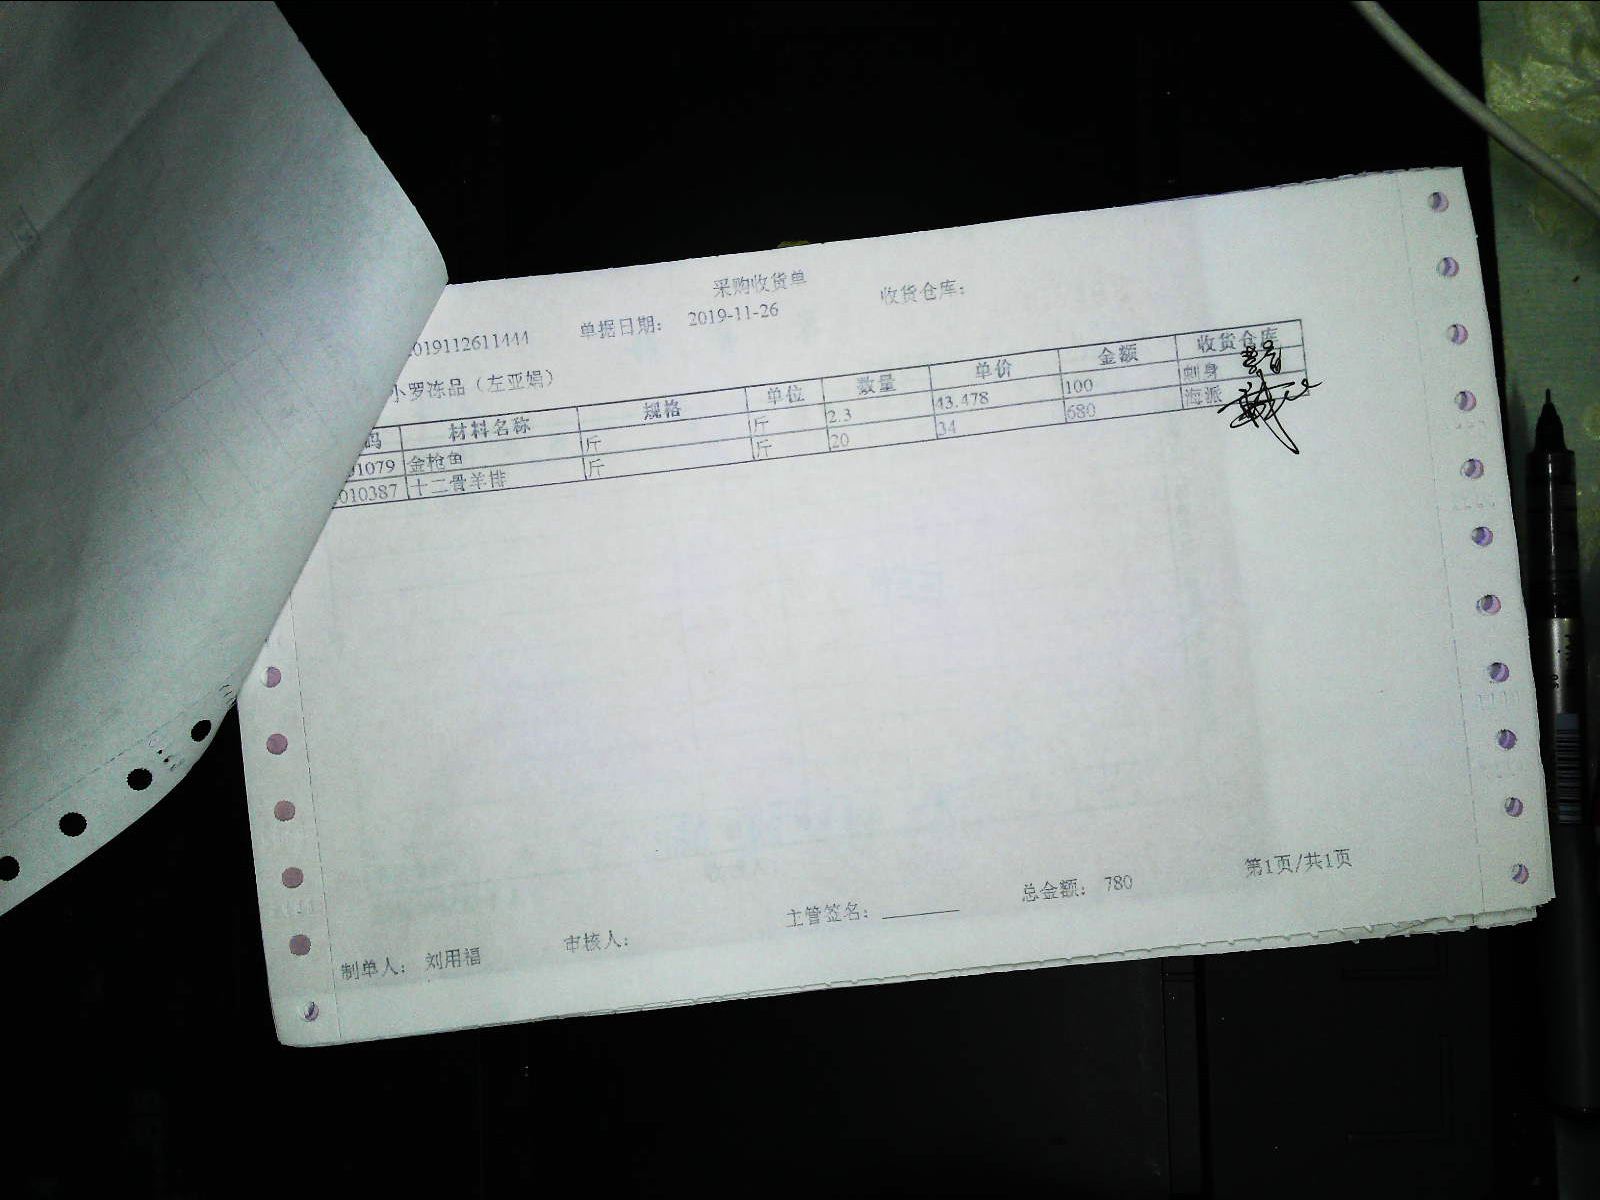 采购收货单
019112611444 单据日期: 2019-11-26 收货仓库:
小罗冻品(左亚娟)
码 材料名称 规格 单位 数量 单价 金额 收货仓库
01079 金枪鱼 斤 斤 2.3 43.478 100 刺身
010387 十二骨羊排 斤 斤 20 34 680 海派
制单人: 刘用福 审核人: 主管签名: 总金额: 780 第1页/共1页